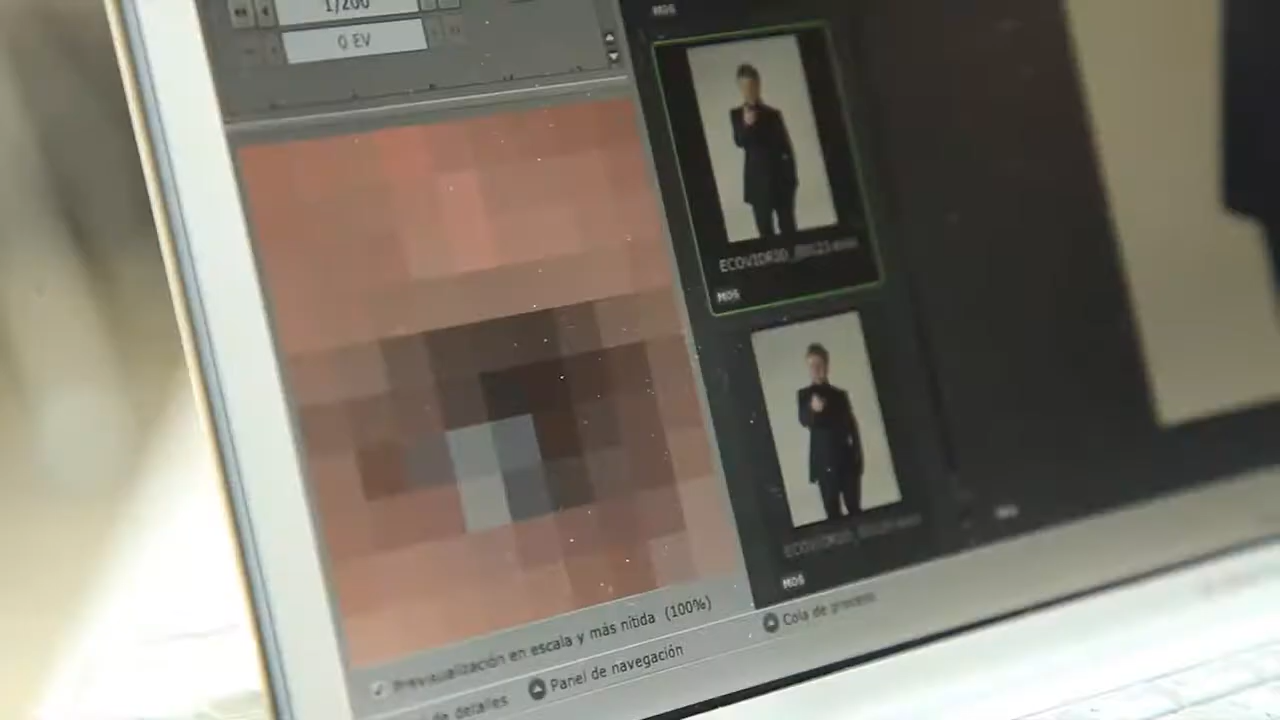 1/200
0 EV
MOS
MOS
MOS
Previsualización en escala y más nítida (100%)
Cola de proceso
de detalles
Panel de navegación